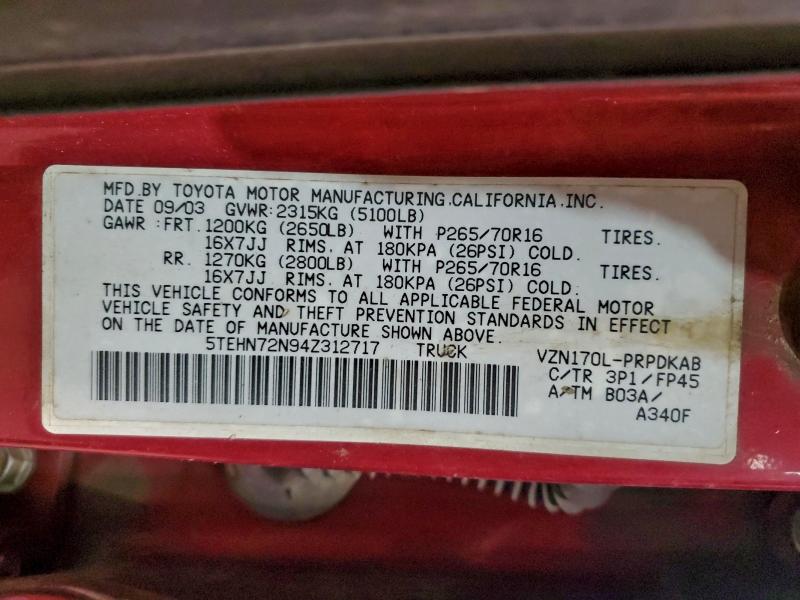 MFD.BY TOYOTA MOTOR MANUFACTURING.CALIFORNIA.INC.
DATE 09/03 GVWR:2315KG (5100LB)
GAWR :FRT.1200KG (2650LB) WITH P265/70R16 TIRES.
16X7JJ RIMS. AT 180KPA (26PSI) COLD.
RR. 1270KG (2800LB) WITH P265/70R16 TIRES.
16X7JJ RIMS. AT 180KPA (26PSI) COLD.
THIS VEHICLE CONFORMS TO ALL APPLICABLE FEDERAL MOTOR
VEHICLE SAFETY AND THEFT PREVENTION STANDARDS IN EFFECT
ON THE DATE OF MANUFACTURE SHOWN ABOVE.
5TEHN72N94Z312717 TRUCK VZN170L-PRPDKAB
C/TR 3P1/FP45
A/TM B03A/
A340F